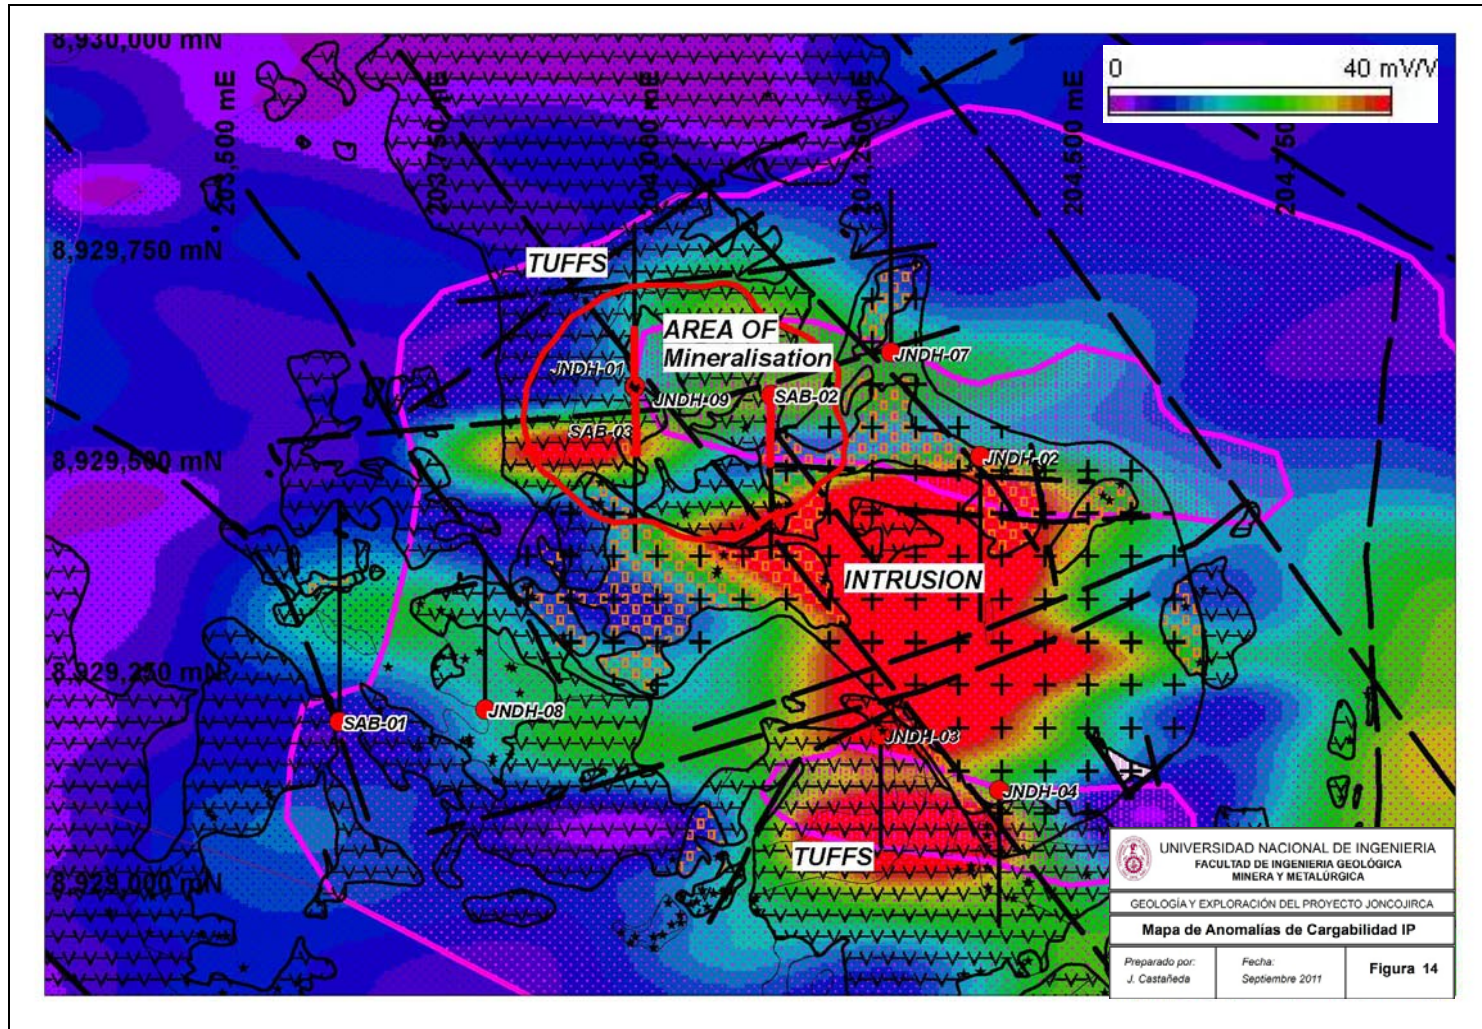 8,930,000 mN
0 40 mV/V
203,500 mE
203,750 mE
204,000 mE
204,250 mE
204,500 mE
204,750
8,929,750 mN
TUFFS
AREA OF
Mineralisation
JNDH-07
JNDH-01
JNDH-09
SAB-02
SAB-03
8,929,500 mN
JNDH-02
INTRUSION
8,929,250 mN
JNDH-08
SAB-01
JNDH-03
JNDH-04
TUFFS
8,929,000 mN
UNIVERSIDAD NACIONAL DE INGENIERIA
FACULTAD DE INGENIERIA GEOLÓGICA
MINERA Y METALÚRGICA
GEOLOGÍA Y EXPLORACIÓN DEL PROYECTO JONCOJIRCA
Mapa de Anomalías de Cargabilidad IP
Preparado por:
J. Castañeda
Fecha:
Septiembre 2011
Figura 14